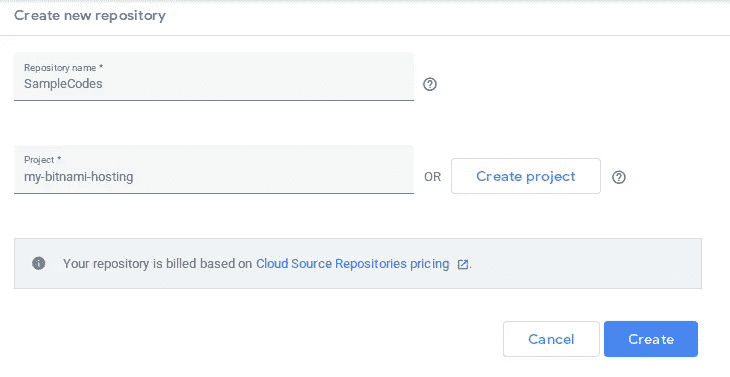 Create new repository
Repository name *
SampleCodes
Project *
my-bitnami-hosting
OR
Create project
Your repository is billed based on Cloud Source Repositories pricing.
Cancel
Create